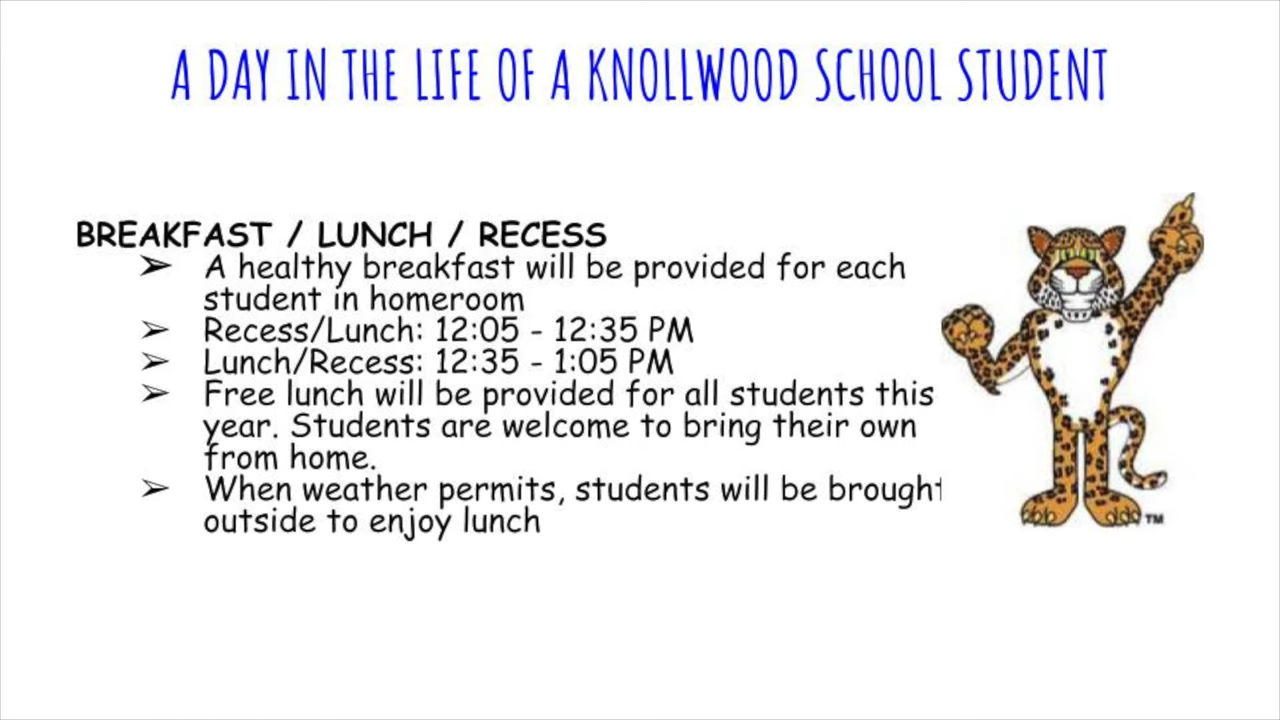 A DAY IN THE LIFE OF A KNOLLWOOD SCHOOL STUDENT
BREAKFAST / LUNCH / RECESS
➢ A healthy breakfast will be provided for each
student in homeroom
➢ Recess/Lunch: 12:05 - 12:35 PM
➢ Lunch/Recess: 12:35 - 1:05 PM
➢ Free lunch will be provided for all students this
year. Students are welcome to bring their own
from home.
➢ When weather permits, students will be brought
outside to enjoy lunch
TM